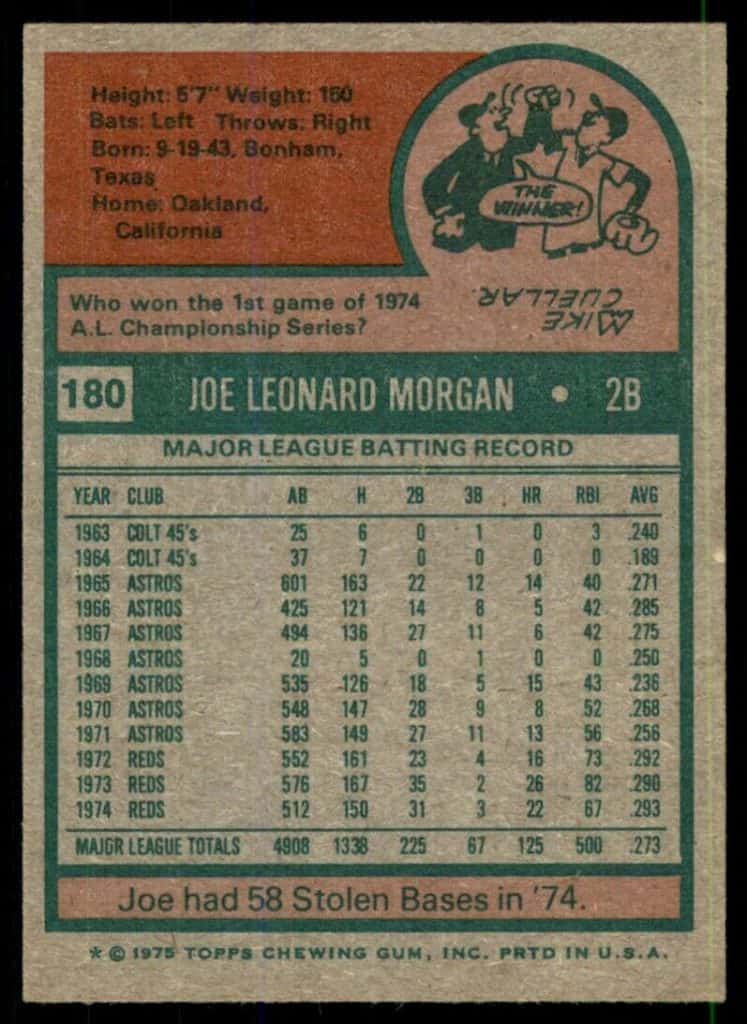 Height: 5'7" Weight: 150
Bats: Left Throws: Right
Born: 9-19-43, Bonham,
Texas
Home: Oakland,
California
THE
WINNER!
MIKE
CUELLAR.
Who won the 1st game of 1974
A.L. Championship Series?
180 JOE LEONARD MORGAN • 2B
MAJOR LEAGUE BATTING RECORD
YEAR CLUB AB H 2B 3B HR RBI AVG
1963 COLT 45's 25 6 0 1 0 3 .240
1964 COLT 45's 37 7 0 0 0 0 .189
1965 ASTROS 601 163 22 12 14 40 .271
1966 ASTROS 425 121 14 8 5 42 .285
1967 ASTROS 494 136 27 11 6 42 .275
1968 ASTROS 20 5 0 1 0 0 .250
1969 ASTROS 535 126 18 5 15 43 .236
1970 ASTROS 548 147 28 9 8 52 .268
1971 ASTROS 583 149 27 11 13 56 .256
1972 REDS 552 161 23 4 16 73 .292
1973 REDS 576 167 35 2 26 82 .290
1974 REDS 512 150 31 3 22 67 .293
MAJOR LEAGUE TOTALS 4908 1338 225 67 125 500 .273
Joe had 58 Stolen Bases in '74.
* © 1975 TOPPS CHEWING GUM, INC. PRTD IN U.S.A.